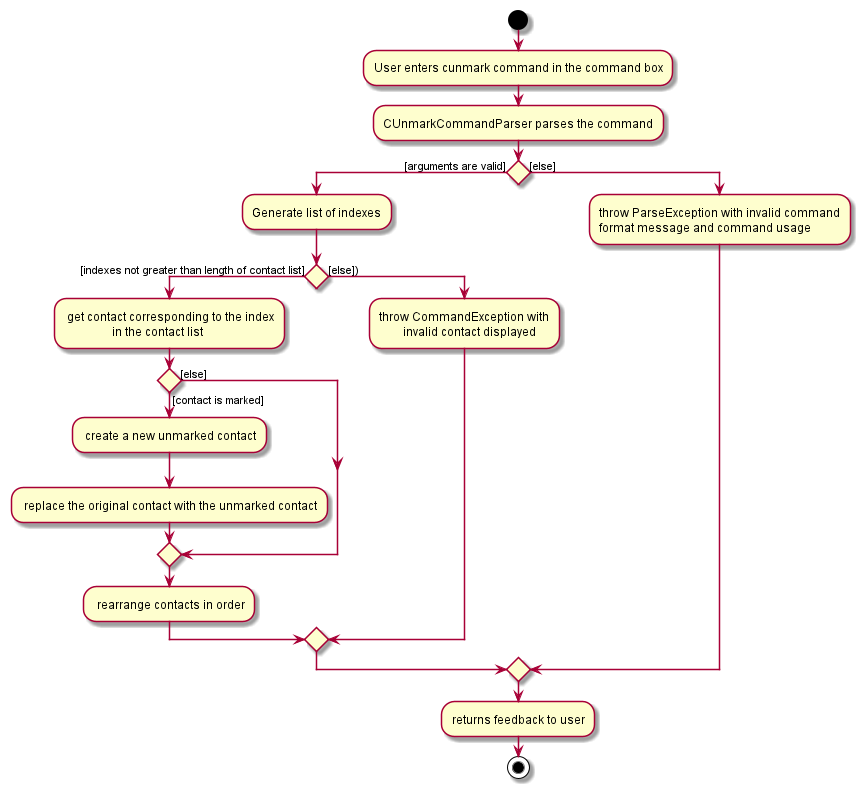 User enters cunmark command in the command box
CUnmarkCommandParser parses the command
[arguments are valid]
[else]
Generate list of indexes
throw ParseException with invalid command
format message and command usage
[indexes not greater than length of contact list]
[else])
get contact corresponding to the index
in the contact list
throw CommandException with
invalid contact displayed
[else]
[contact is marked]
create a new unmarked contact
replace the original contact with the unmarked contact
rearrange contacts in order
returns feedback to user